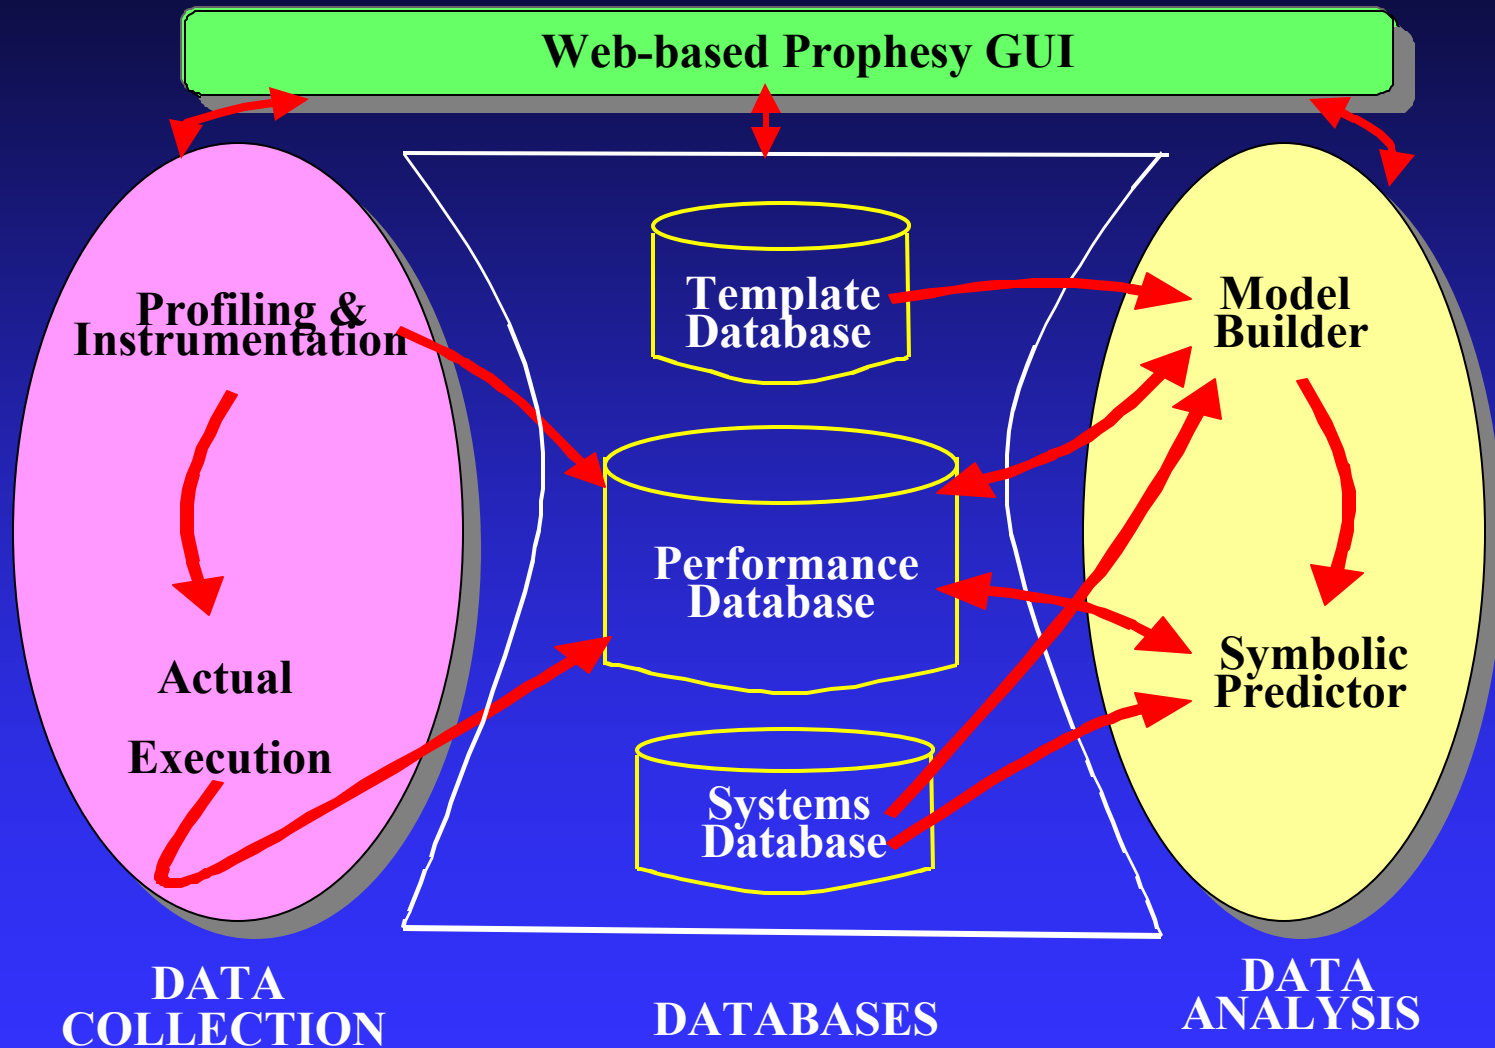 Web-based Prophesy GUI
Profiling &
Instrumentation
Actual
Execution
Template
Database
Performance
Database
Systems
Database
Model
Builder
Symbolic
Predictor
DATA
COLLECTION
DATABASES
DATA
ANALYSIS